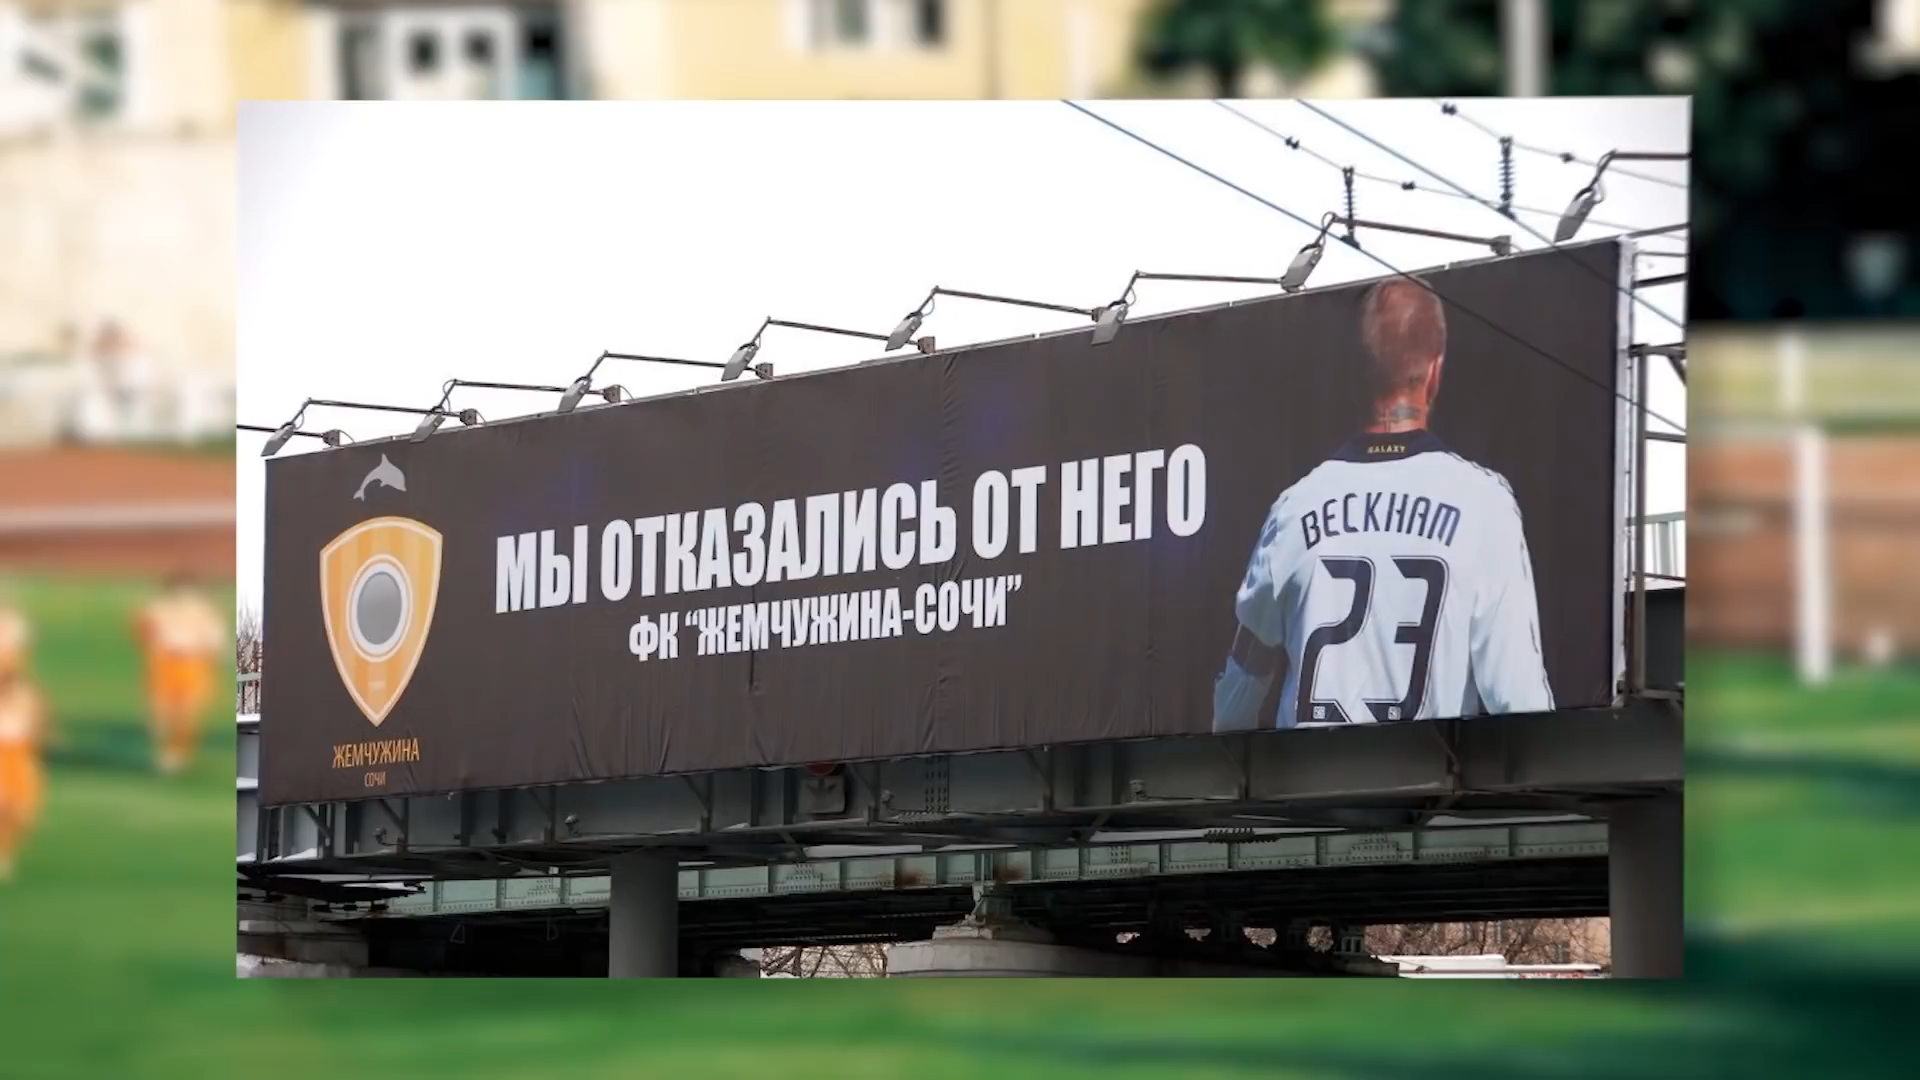 МЫ ОТКАЗАЛИСЬ ОТ НЕГО
ФК “ЖЕМЧУЖИНА-СОЧИ”
ЖЕМЧУЖИНА
СОЧИ
GALAXY
BECKHAM
23